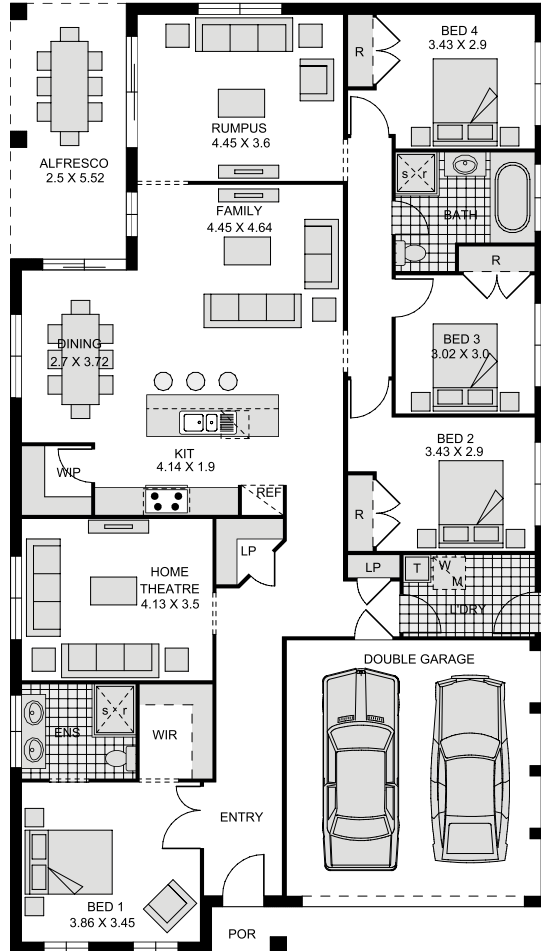 BED 4
3.43 X 2.9
R
RUMPUS
4.45 X 3.6
ALFRESCO
2.5 X 5.52
s r
BATH
FAMILY
4.45 X 4.64
R
DINING
2.7 X 3.72
BED 3
3.02 X 3.0
KIT
4.14 X 1.9
BED 2
3.43 X 2.9
WIP
REF
R
LP
LP
T
W
M
HOME
THEATRE
4.13 X 3.5
L'DRY
DOUBLE GARAGE
s r
ENS
WIR
ENTRY
BED 1
3.86 X 3.45
POR